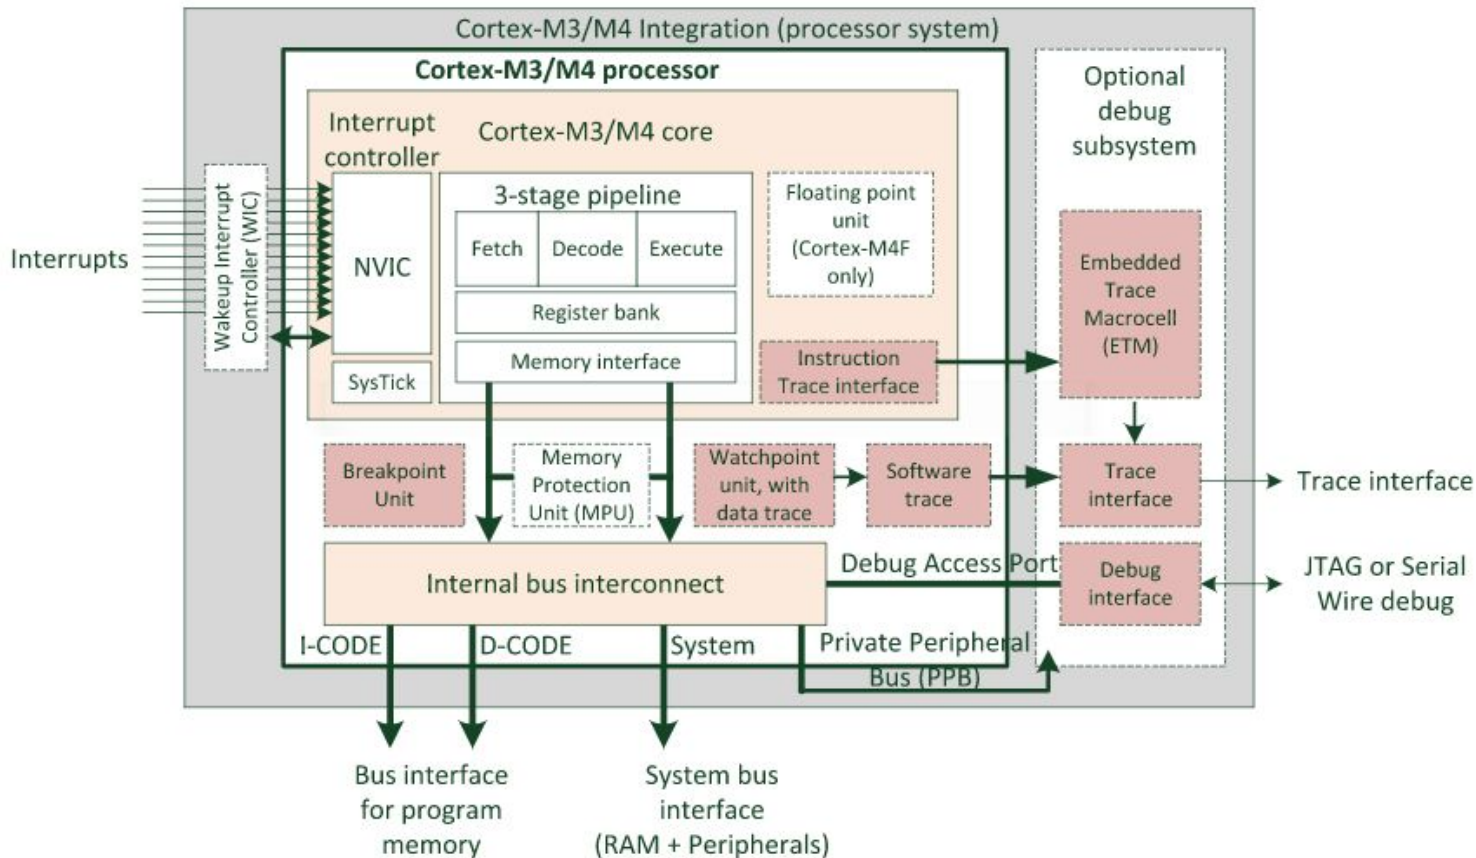 Cortex-M3/M4 Integration (processor system)
Cortex-M3/M4 processor
Optional
debug
subsystem
Interrupt
controller
Cortex-M3/M4 core
3-stage pipeline
Floating point
unit
(Cortex-M4F
only)
Wakeup Interrupt
Controller (WIC)
Interrupts
NVIC
Fetch
Decode
Execute
Embedded
Trace
Macrocell
(ETM)
Register bank
Memory interface
SysTick
Instruction
Trace interface
Breakpoint
Unit
Memory
Protection
Unit (MPU)
Watchpoint
unit, with
data trace
Software
trace
Trace
interface
Trace interface
Internal bus interconnect
Debug Access Port
Debug
interface
JTAG or Serial
Wire debug
I-CODE
D-CODE
System
Private Peripheral
Bus (PPB)
Bus interface
for program
memory
System bus
interface
(RAM + Peripherals)